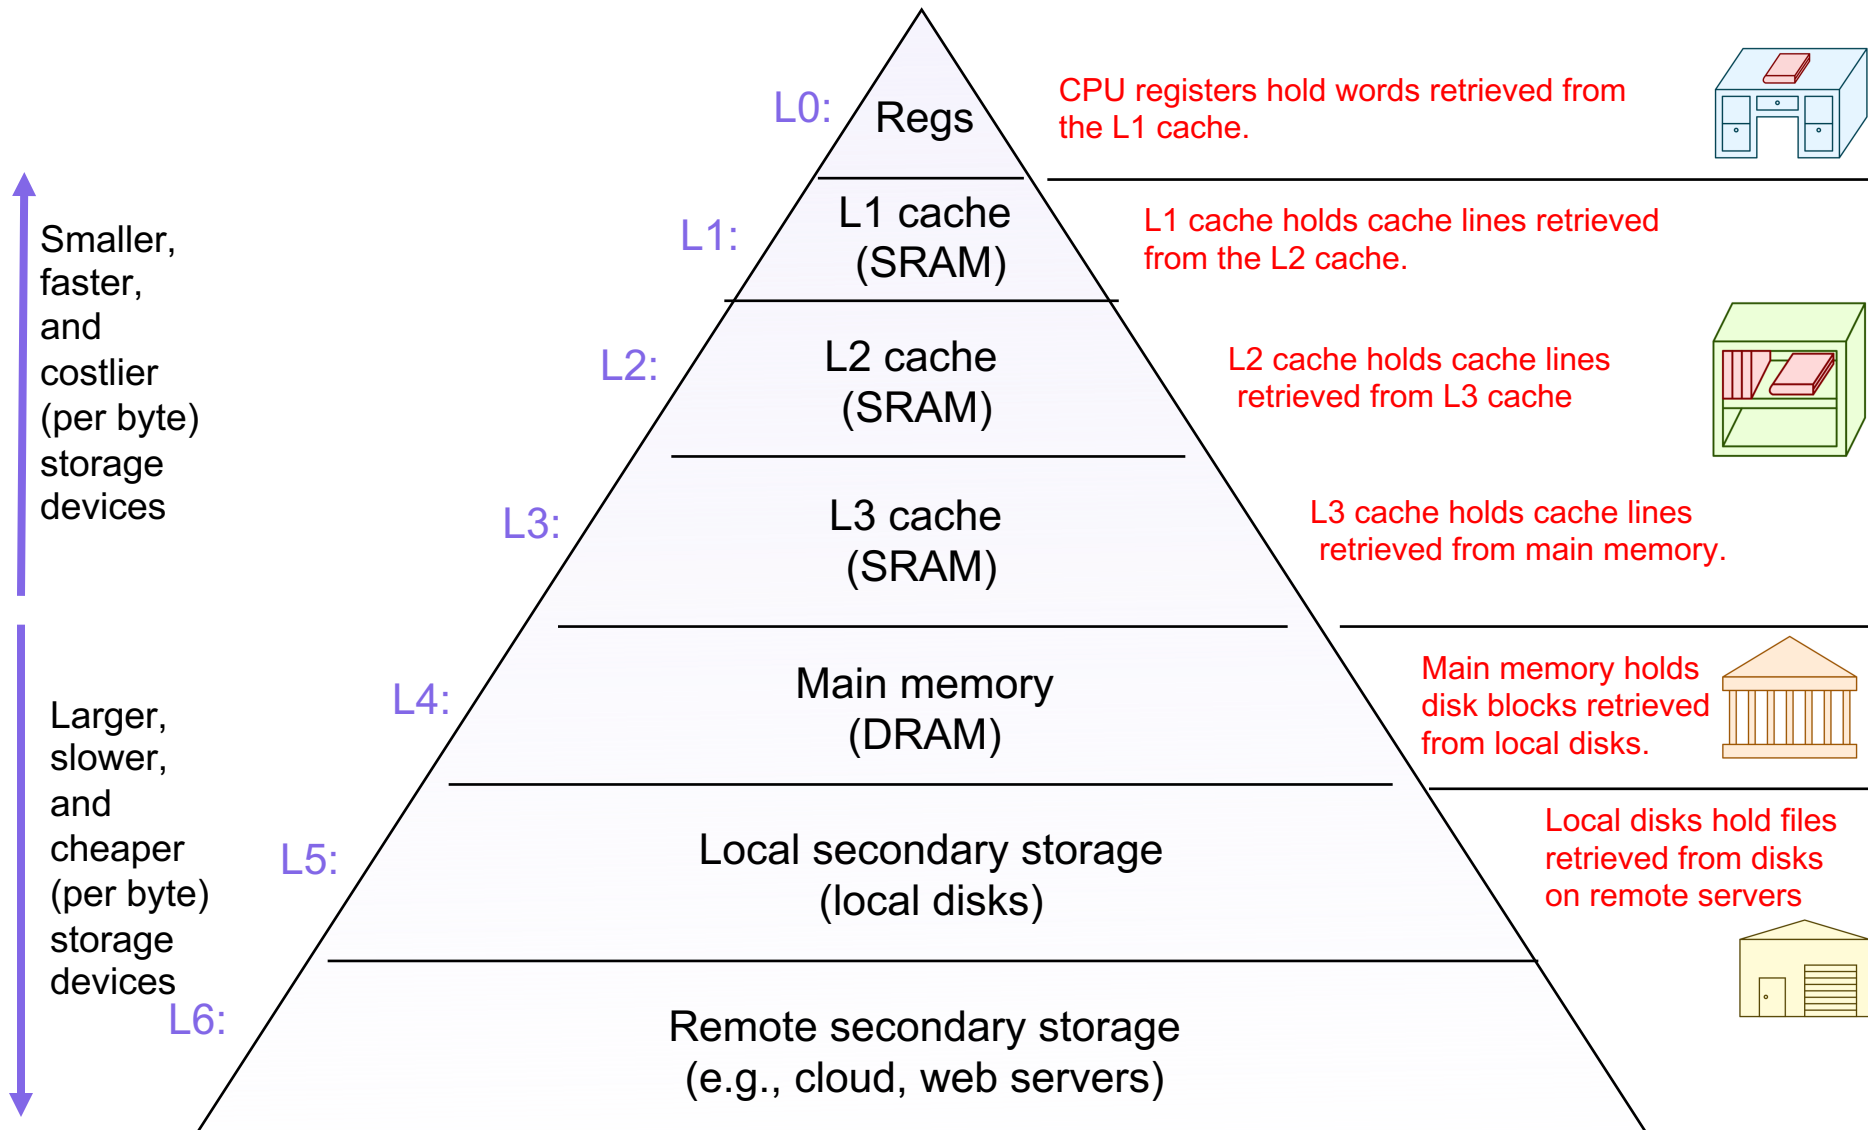 L0:
Regs
CPU registers hold words retrieved from
the L1 cache.
Smaller,
faster,
and
costlier
(per byte)
storage
devices
L1:
L1 cache
(SRAM)
L1 cache holds cache lines retrieved
from the L2 cache.
L2:
L2 cache
(SRAM)
L2 cache holds cache lines
retrieved from L3 cache
L3:
L3 cache
(SRAM)
L3 cache holds cache lines
retrieved from main memory.
Larger,
slower,
and
cheaper
(per byte)
storage
devices
L4:
Main memory
(DRAM)
Main memory holds
disk blocks retrieved
from local disks.
L5:
Local secondary storage
(local disks)
Local disks hold files
retrieved from disks
on remote servers
L6:
Remote secondary storage
(e.g., cloud, web servers)